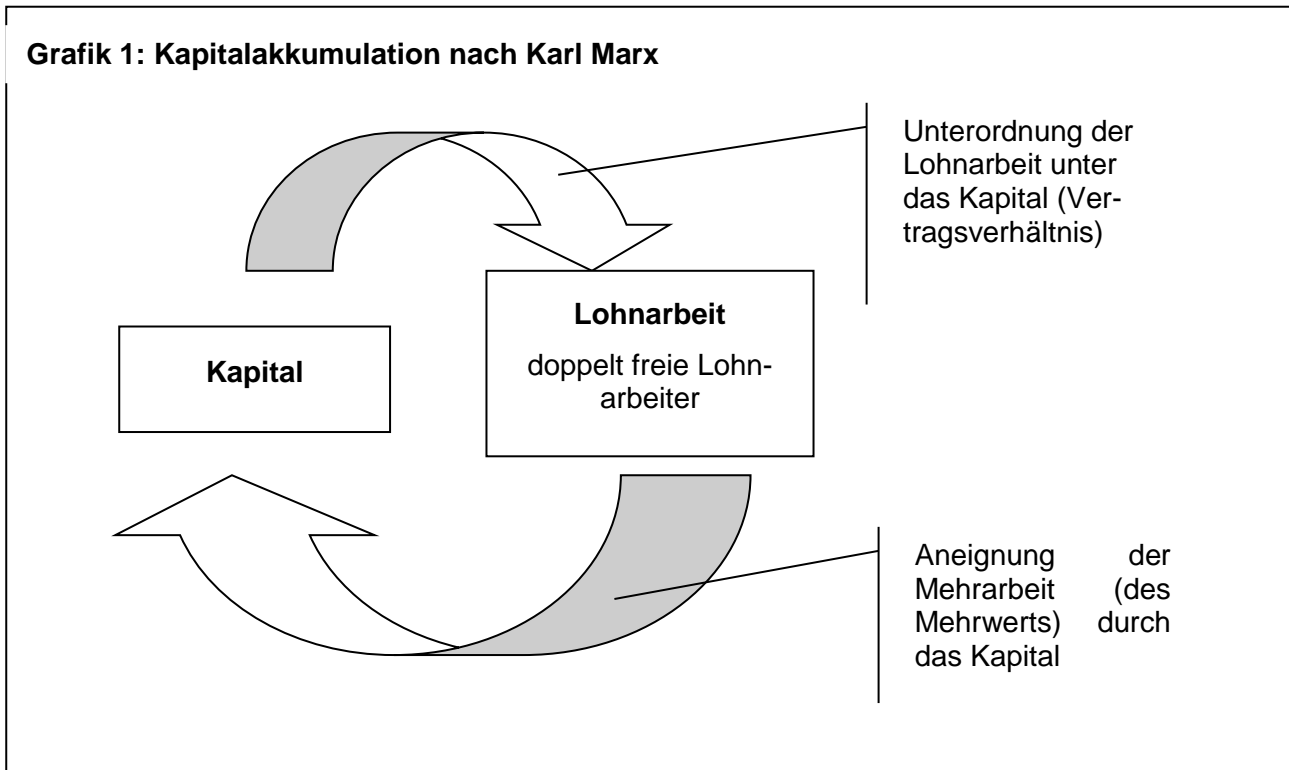 Grafik 1: Kapitalakkumulation nach Karl Marx
Unterordnung der
Lohnarbeit unter
das Kapital (Ver-
tragsverhältnis)
Lohnarbeit
doppelt freie Lohn-
arbeiter
Kapital
Aneignung der
Mehrarbeit (des
Mehrwerts) durch
das Kapital